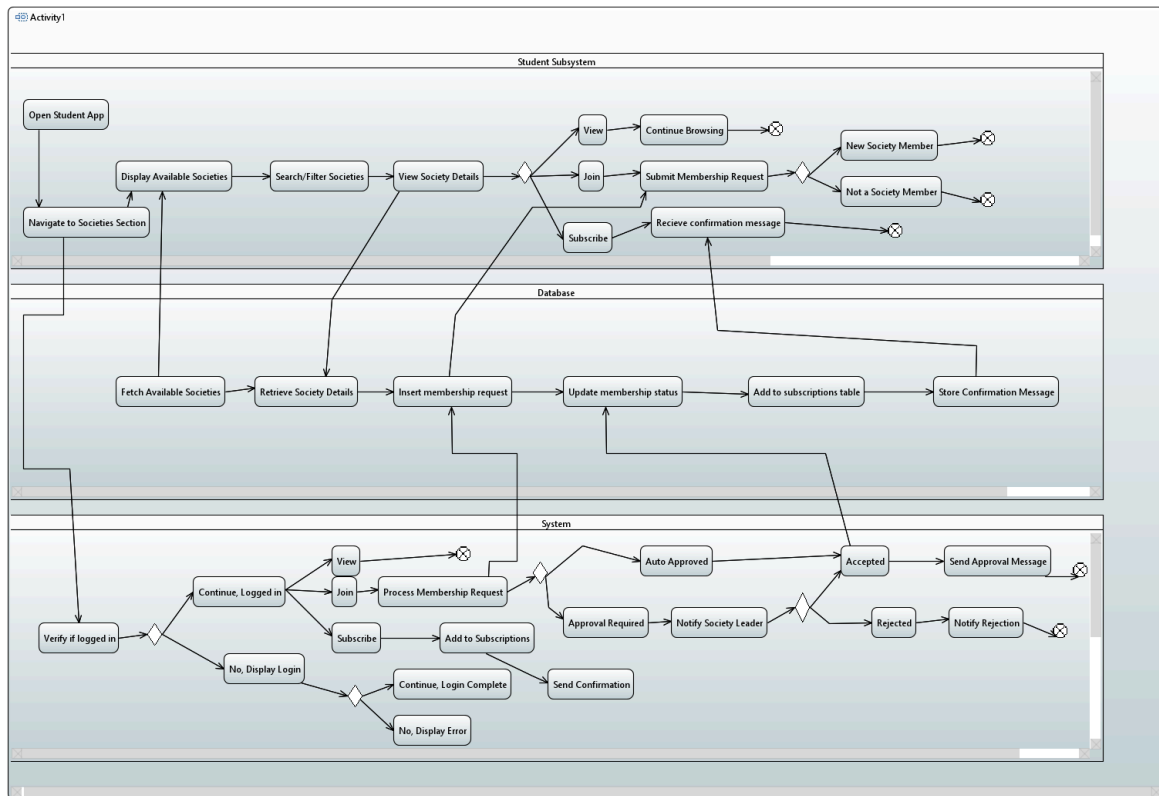 Activity1
Student Subsystem
Open Student App
View
Continue Browsing
New Society Member
Display Available Societies
Search/Filter Societies
View Society Details
Join
Submit Membership Request
Not a Society Member
Navigate to Societies Section
Subscribe
Recieve confirmation message
Database
Fetch Available Societies
Retrieve Society Details
Insert membership request
Update membership status
Add to subscriptions table
Store Confirmation Message
System
View
Auto Approved
Accepted
Send Approval Message
Continue, Logged in
Join
Process Membership Request
Verify if logged in
Subscribe
Add to Subscriptions
Approval Required
Notify Society Leader
Rejected
Notify Rejection
No, Display Login
Continue, Login Complete
Send Confirmation
No, Display Error